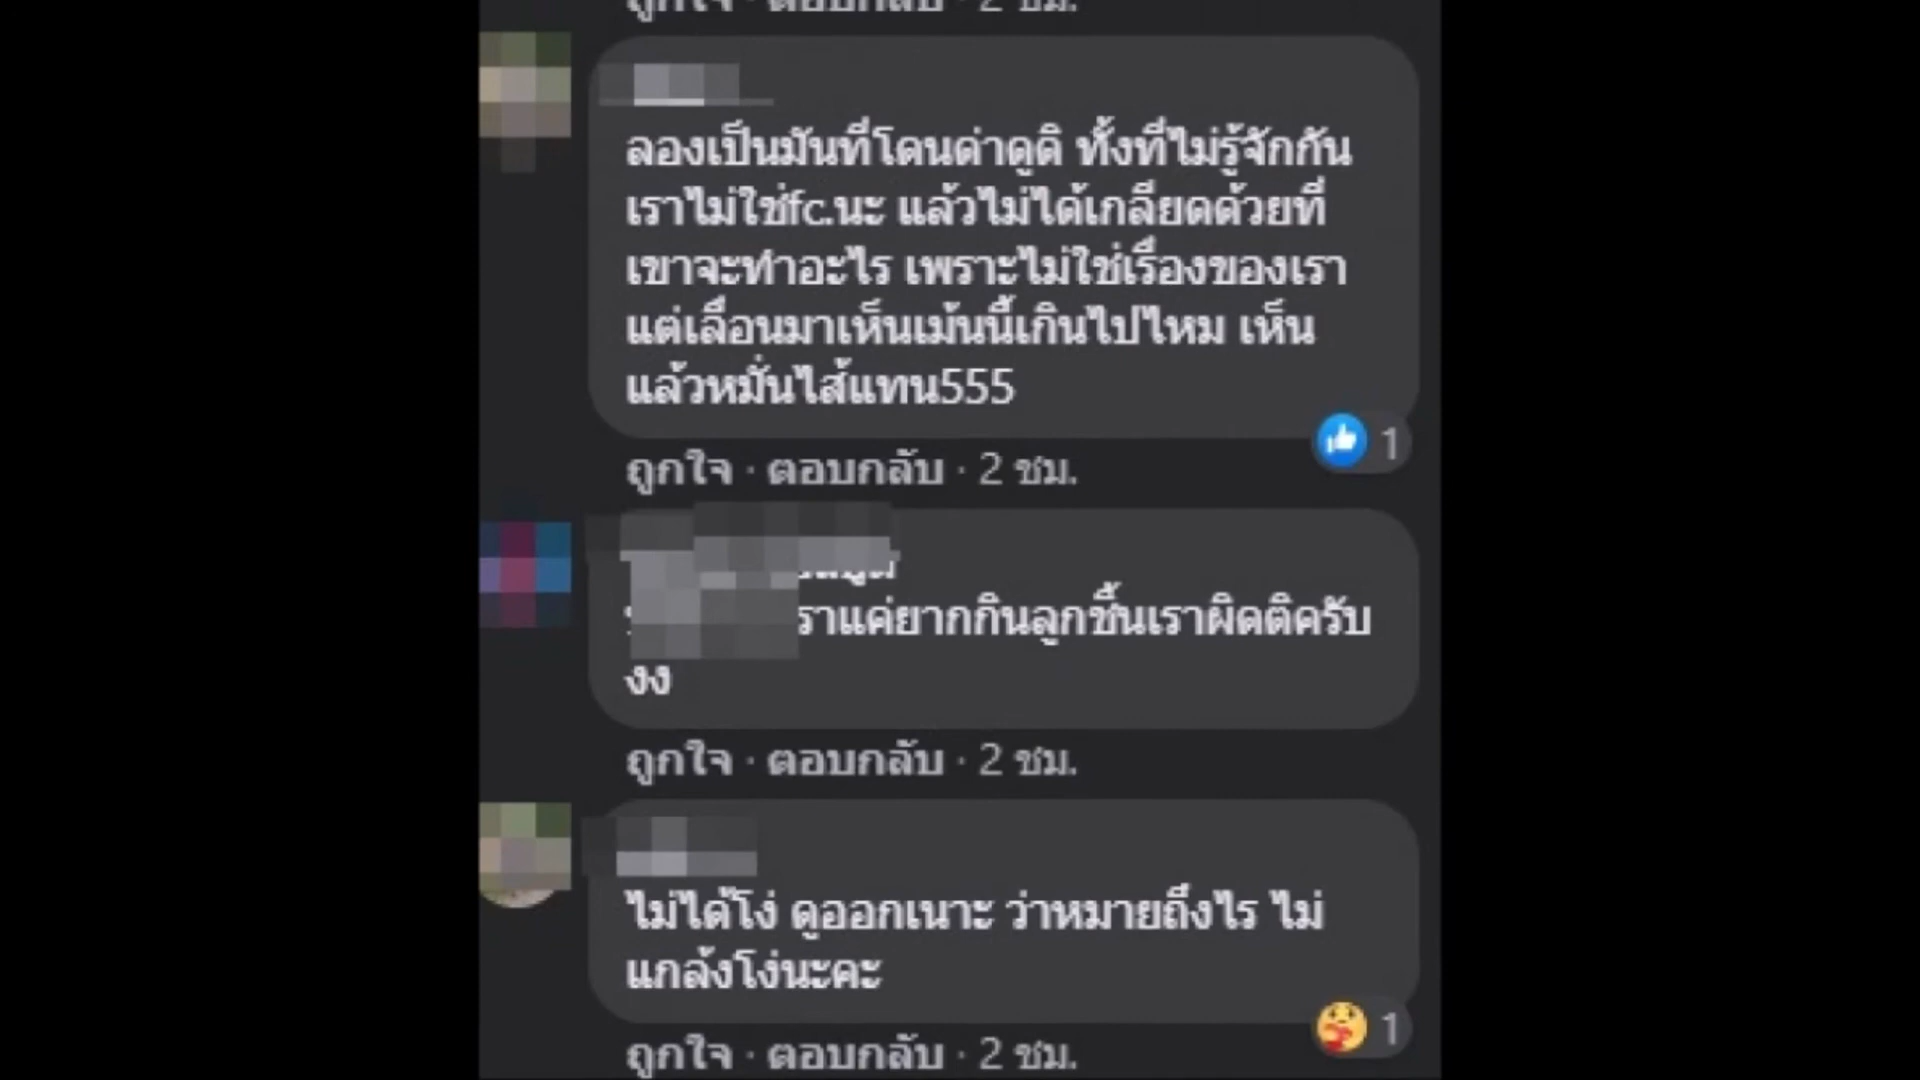 ถูกใจ · ตอบกลับ · 2 ชม.
ลองเป็นมันที่โดนด่าดูดิ ทั้งที่ไม่รู้จักกัน
เราไม่ใช่fc.นะ แล้วไม่ได้เกลียดด้วยที่
เขาจะทำอะไร เพราะไม่ใช่เรื่องของเรา
แต่เลื่อนมาเห็นเม้นนี้เกินไปไหม เห็น
แล้วหมั่นไส้แทน555
1
ถูกใจ · ตอบกลับ · 2 ชม.
ราแค่ยากกินลูกชึ้นเราผิดติครับ
งง
ถูกใจ · ตอบกลับ · 2 ชม.
ไม่ได้โง่ ดูออกเนาะ ว่าหมายถึงไร ไม่
แกล้งโง่นะคะ
1
ถูกใจ · ตอบกลับ · 2 ชม.